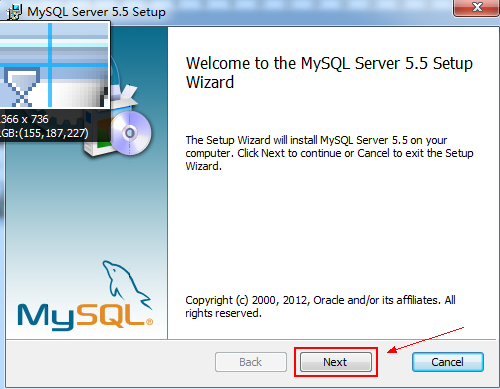 MySQL Server 5.5 Setup
366 x 736
GB:(155,187,227)
Welcome to the MySQL Server 5.5 Setup
Wizard
The Setup Wizard will install MySQL Server 5.5 on your
computer. Click Next to continue or Cancel to exit the Setup
Wizard.
MySQL®
Copyright (c) 2000, 2012, Oracle and/or its affiliates. All
rights reserved.
Back
Next
Cancel